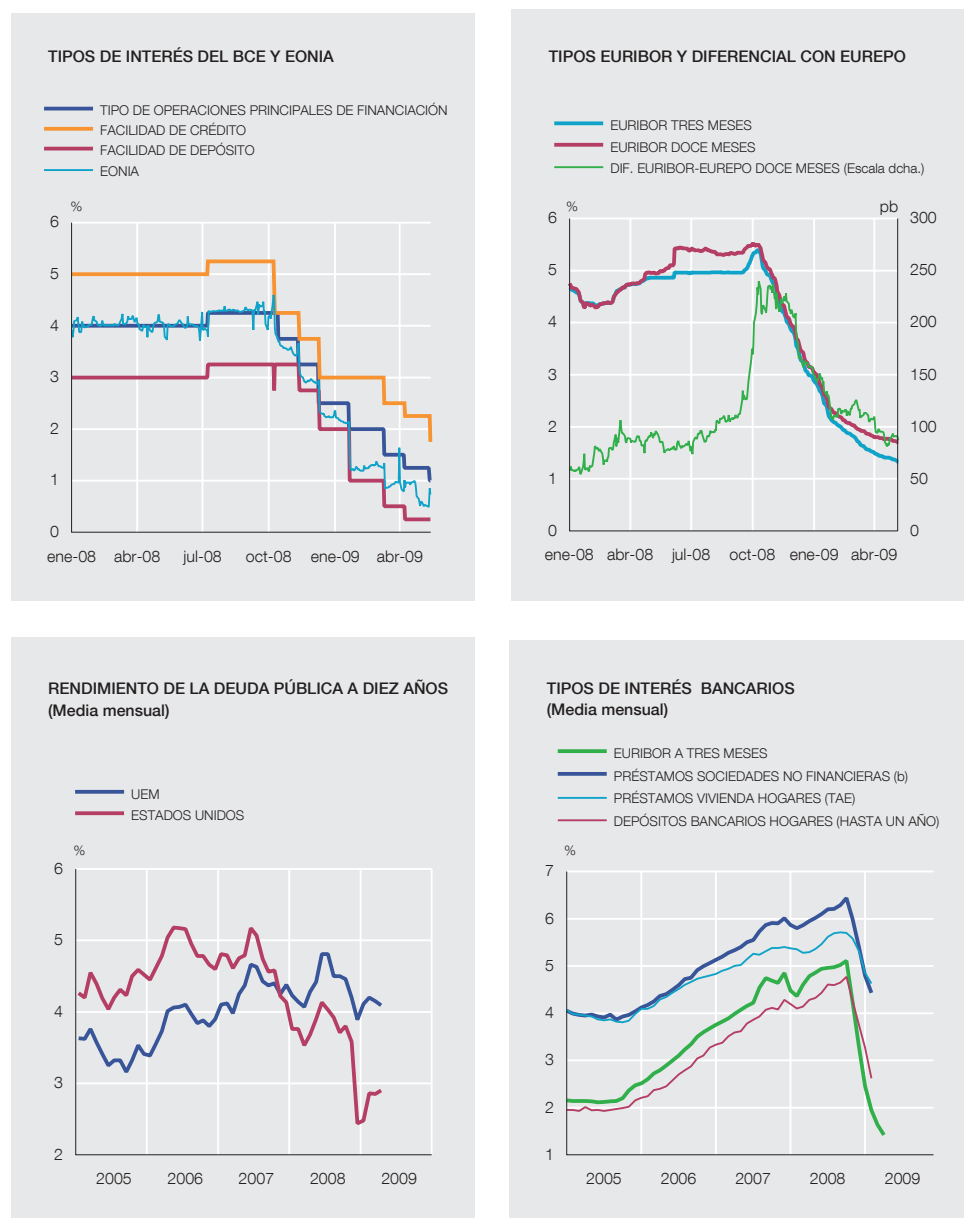 TIPOS DE INTERÉS DEL BCE Y EONIA
TIPO DE OPERACIONES PRINCIPALES DE FINANCIACIÓN
FACILIDAD DE CRÉDITO
FACILIDAD DE DEPÓSITO
EONIA
%
6
5
4
3
2
1
0
ene-08 abr-08 jul-08 oct-08 ene-09 abr-09
TIPOS EURIBOR Y DIFERENCIAL CON EUREPO
EURIBOR TRES MESES
EURIBOR DOCE MESES
DIF. EURIBOR-EUREPO DOCE MESES (Escala dcha.)
% pb
6 300
5 250
4 200
3 150
2 100
1 50
0 0
ene-08 abr-08 jul-08 oct-08 ene-09 abr-09
RENDIMIENTO DE LA DEUDA PÚBLICA A DIEZ AÑOS
(Media mensual)
UEM
ESTADOS UNIDOS
%
6
5
4
3
2
2005 2006 2007 2008 2009
TIPOS DE INTERÉS BANCARIOS
(Media mensual)
EURIBOR A TRES MESES
PRÉSTAMOS SOCIEDADES NO FINANCIERAS (b)
PRÉSTAMOS VIVIENDA HOGARES (TAE)
DEPÓSITOS BANCARIOS HOGARES (HASTA UN AÑO)
%
7
6
5
4
3
2
1
2005 2006 2007 2008 2009